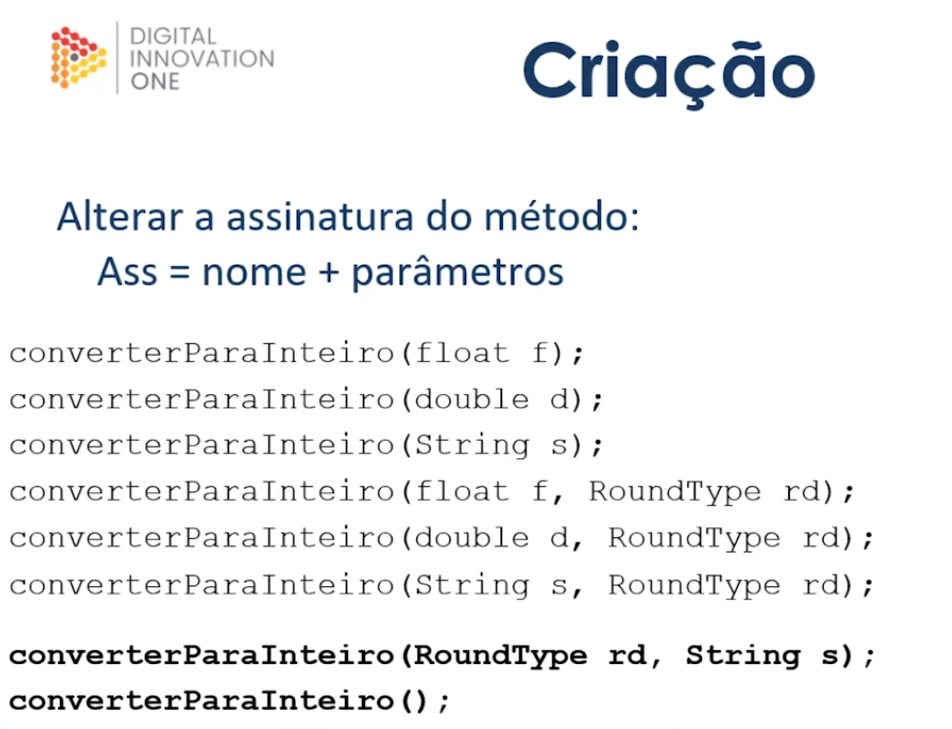 DIGITAL
INNOVATION
ONE
Criação
Alterar a assinatura do método:
Ass = nome + parâmetros
converterParaInteiro(float f);
converterParaInteiro(double d);
converterParaInteiro(String s);
converterParaInteiro(float f, RoundType rd);
converterParaInteiro(double d, RoundType rd);
converterParaInteiro(String s, RoundType rd);
converterParaInteiro(RoundType rd, String s);
converterParaInteiro();